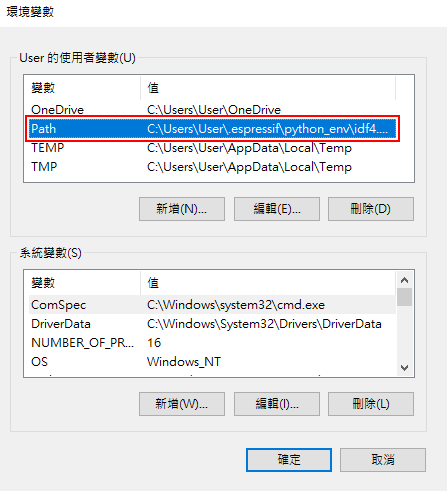 環境變數
User 的使用者變數(U)
變數 值
OneDrive C:\Users\User\OneDrive
Path C:\Users\User\.espressif\python_env\idf4....
TEMP C:\Users\User\AppData\Local\Temp
TMP C:\Users\User\AppData\Local\Temp
新增(N)... 編輯(E)... 刪除(D)
系統變數(S)
變數 值
ComSpec C:\Windows\system32\cmd.exe
DriverData C:\Windows\System32\Drivers\DriverData
NUMBER_OF_PR... 16
OS Windows_NT
新增(W)... 編輯(I)... 刪除(L)
確定 取消